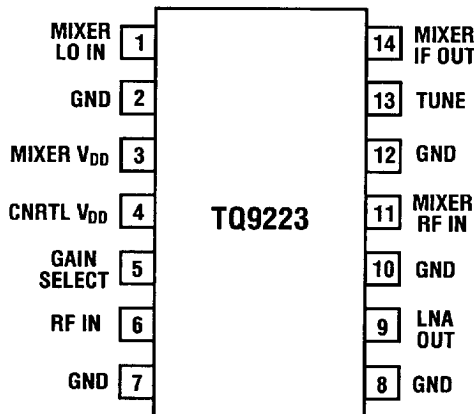 MIXER
LO IN
1
GND
2
MIXER VDD
3
CNRTL VDD
4
GAIN
SELECT
5
RF IN
6
GND
7
TQ9223
14
MIXER
IF OUT
13
TUNE
12
GND
11
MIXER
RF IN
10
GND
9
LNA
OUT
8
GND